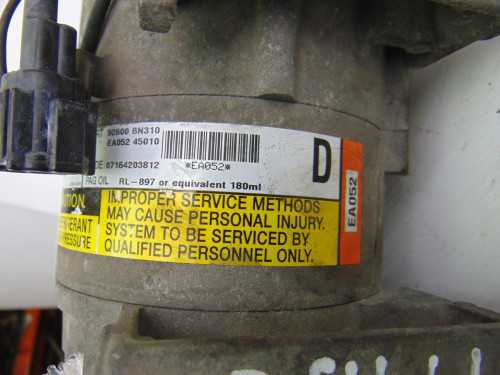 92600 BN310
EA052 45010
*EA052*
07164203812
PAG OIL RL-897 or equivalent 180ml
D
EA052
IMPROPER SERVICE METHODS
MAY CAUSE PERSONAL INJURY.
SYSTEM TO BE SERVICED BY
QUALIFIED PERSONNEL ONLY.